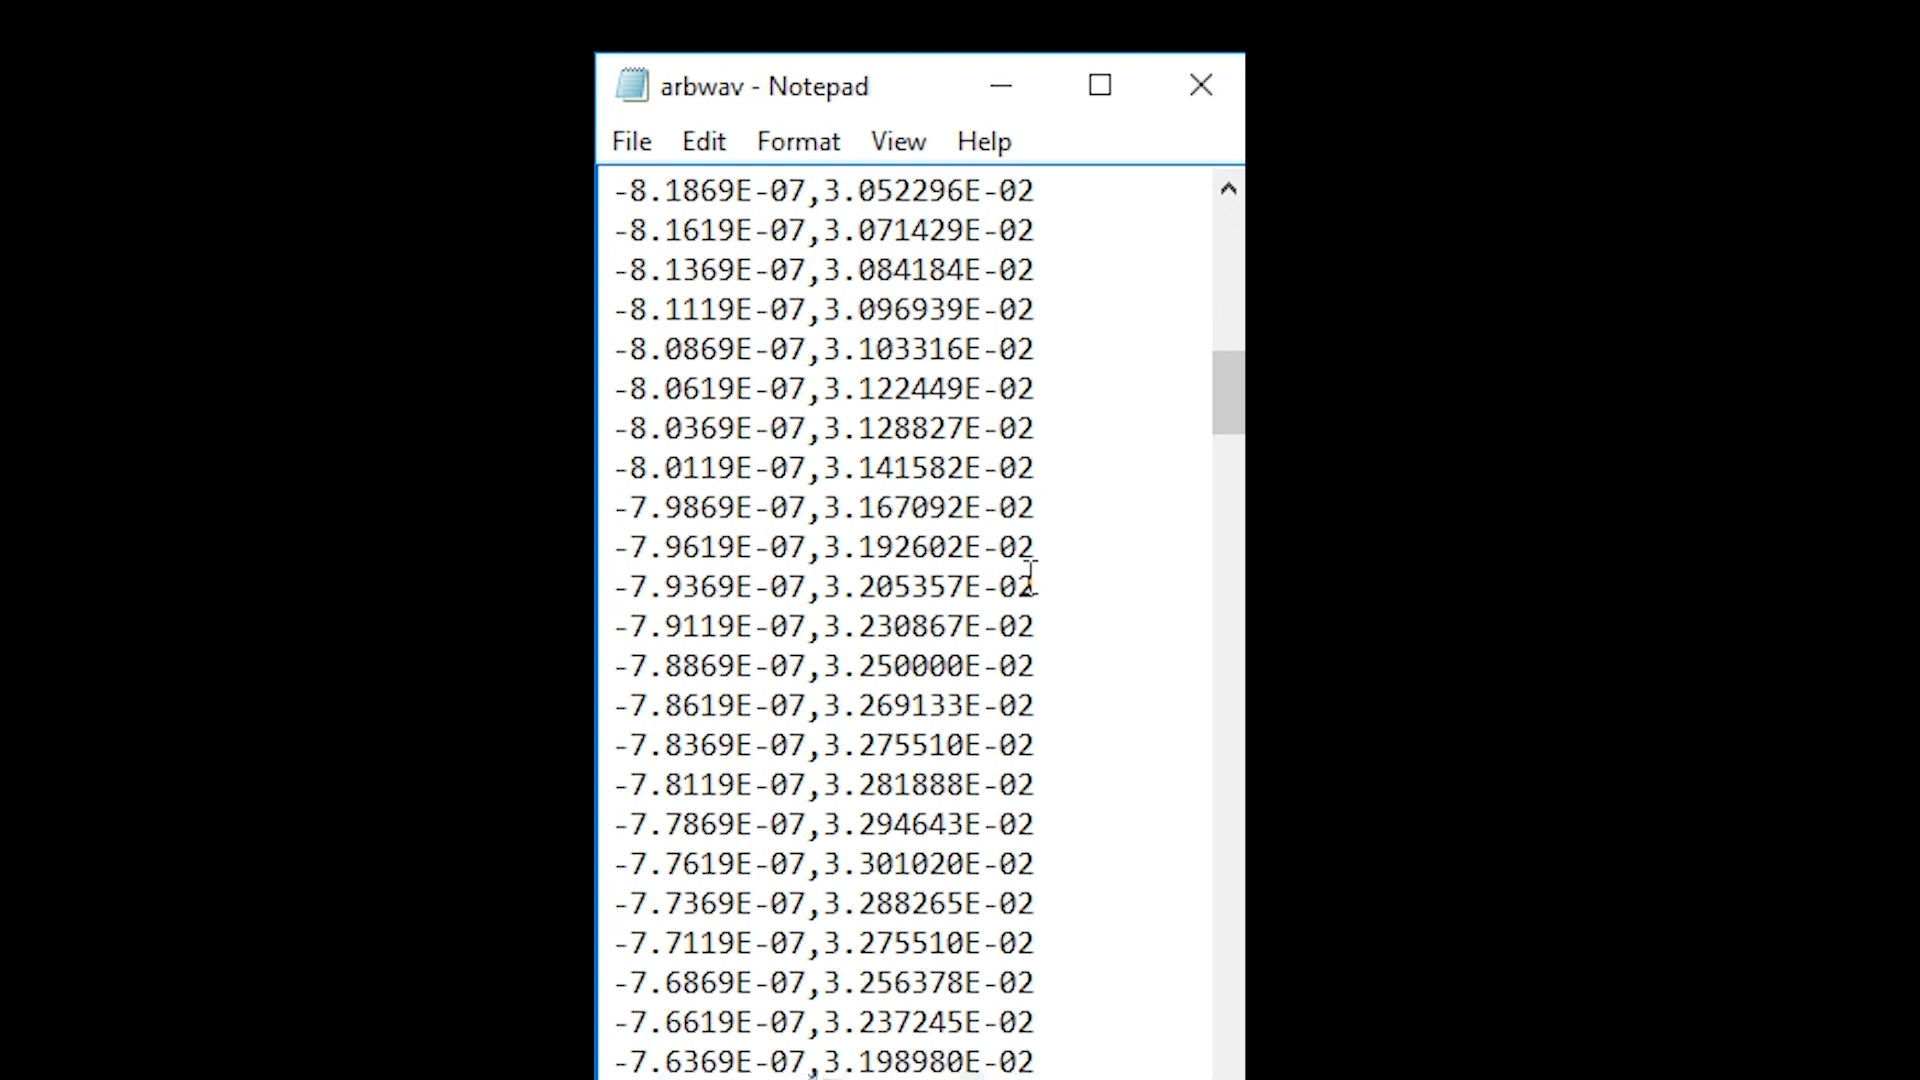 arbwav - Notepad
File Edit Format View Help
-8.1869E-07,3.052296E-02
-8.1619E-07,3.071429E-02
-8.1369E-07,3.084184E-02
-8.1119E-07,3.096939E-02
-8.0869E-07,3.103316E-02
-8.0619E-07,3.122449E-02
-8.0369E-07,3.128827E-02
-8.0119E-07,3.141582E-02
-7.9869E-07,3.167092E-02
-7.9619E-07,3.192602E-02
-7.9369E-07,3.205357E-02
-7.9119E-07,3.230867E-02
-7.8869E-07,3.250000E-02
-7.8619E-07,3.269133E-02
-7.8369E-07,3.275510E-02
-7.8119E-07,3.281888E-02
-7.7869E-07,3.294643E-02
-7.7619E-07,3.301020E-02
-7.7369E-07,3.288265E-02
-7.7119E-07,3.275510E-02
-7.6869E-07,3.256378E-02
-7.6619E-07,3.237245E-02
-7.6369E-07,3.198980E-02